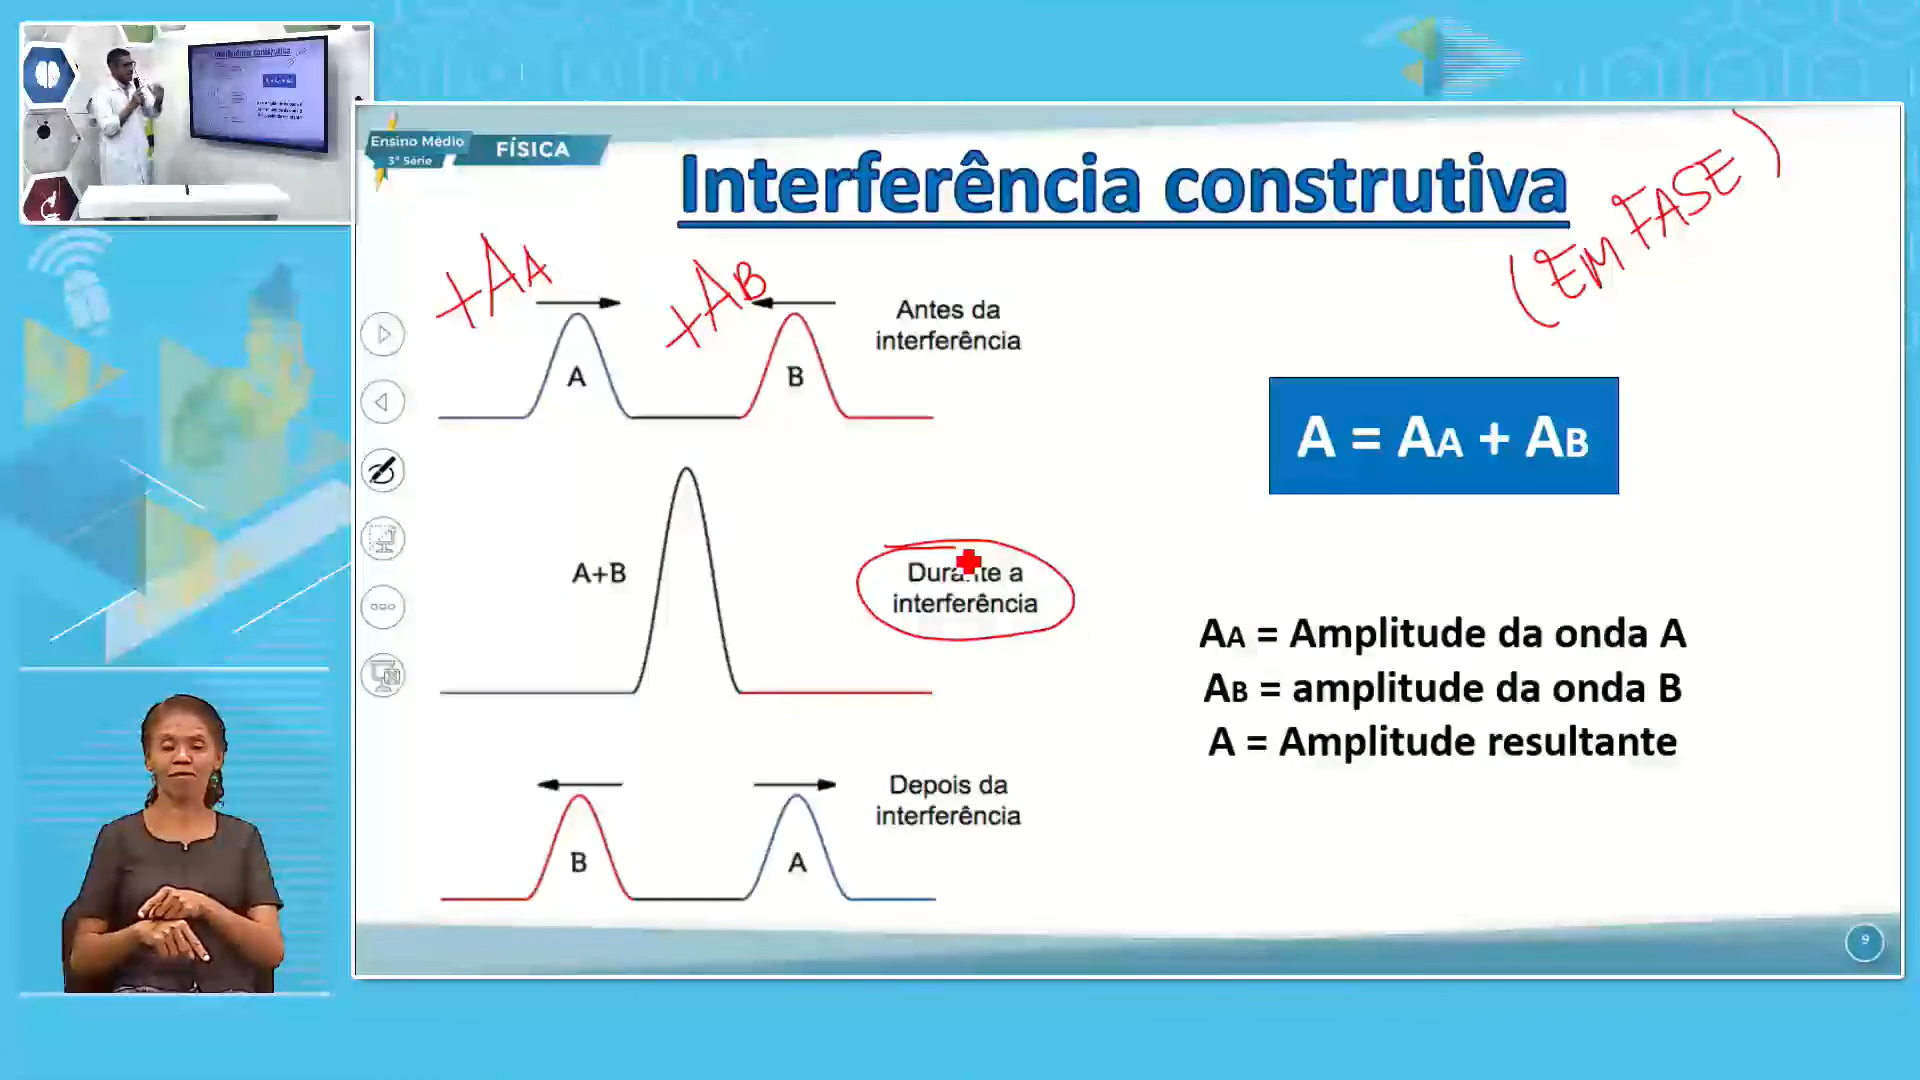 Ensino Médio
3ª Série
FÍSICA
Interferência construtiva
(EM FASE)
+AA
+AB
Antes da
interferência
A
B
A = AA + AB
A+B
Durante a
interferência
AA = Amplitude da onda A
AB = amplitude da onda B
A = Amplitude resultante
Depois da
interferência
B
A
9